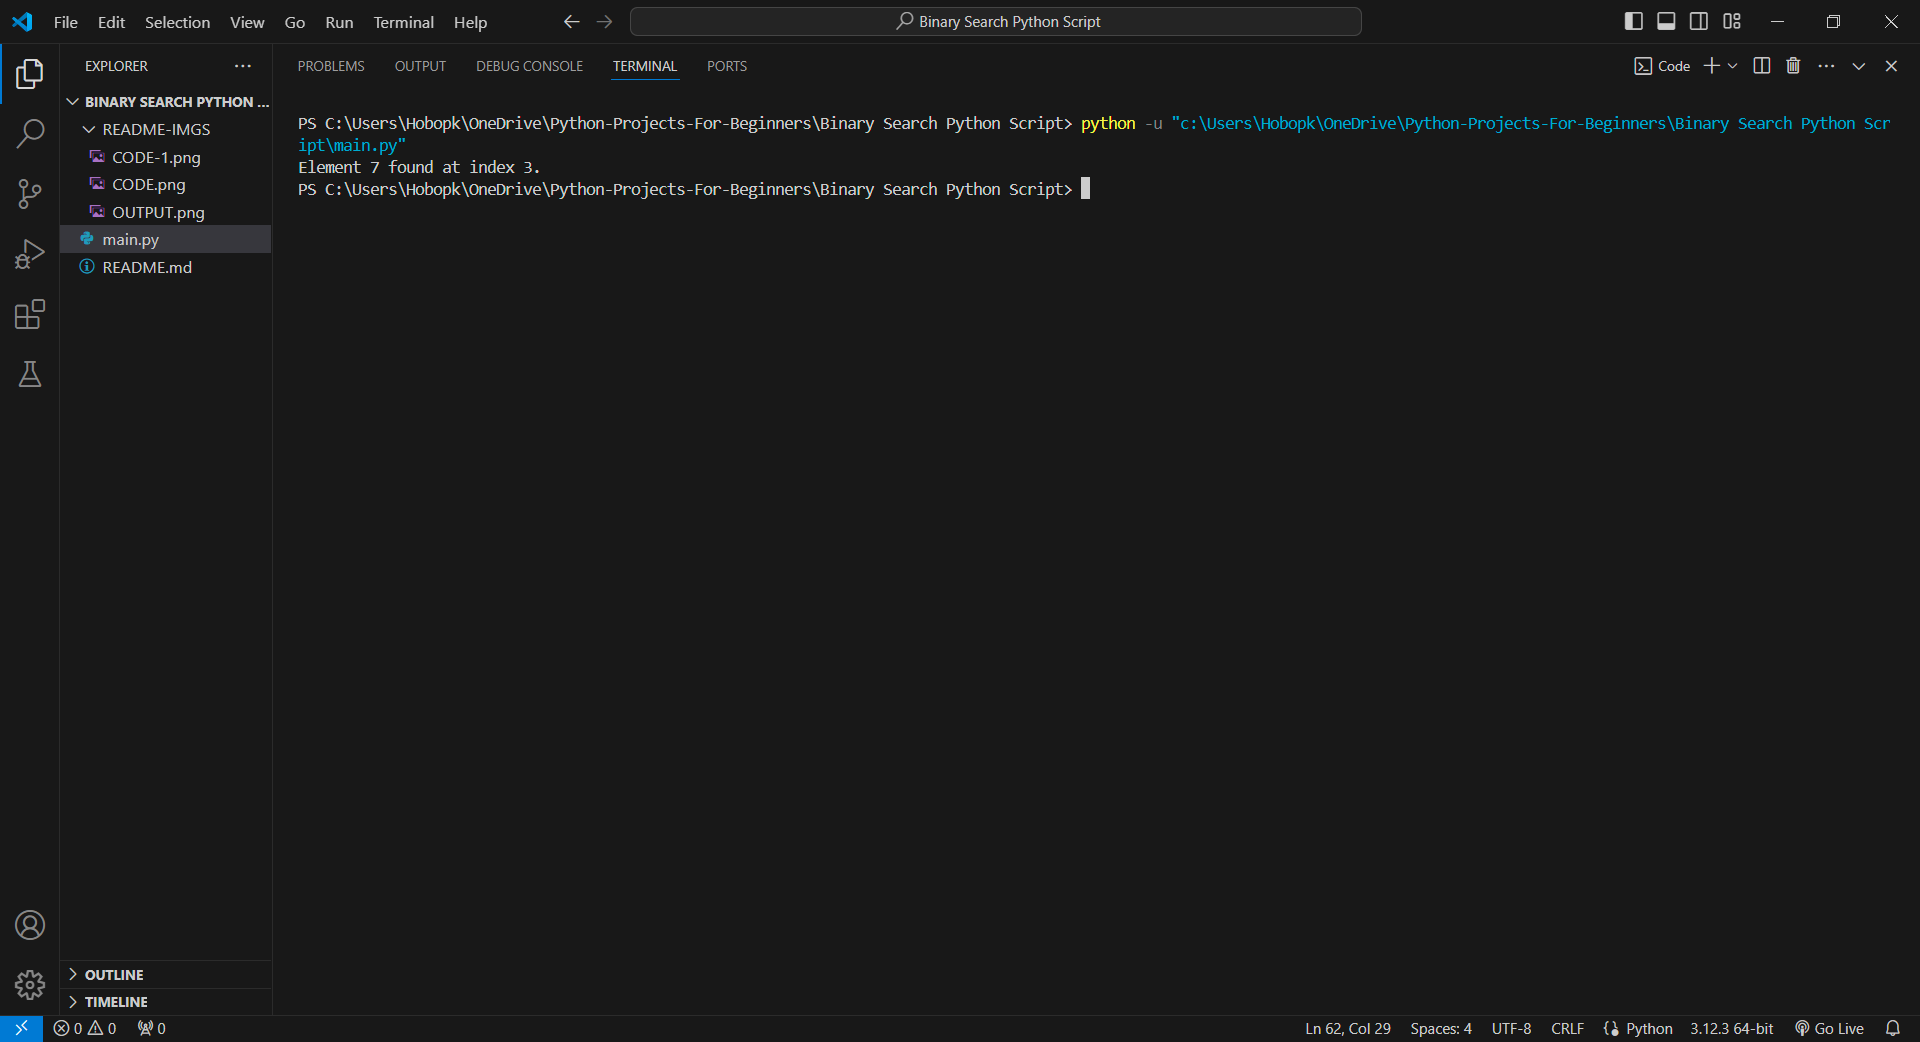 File Edit Selection View Go Run Terminal Help
Binary Search Python Script
EXPLORER
BINARY SEARCH PYTHON ...
README-IMGS
CODE-1.png
CODE.png
OUTPUT.png
main.py
README.md
OUTLINE
TIMELINE
PROBLEMS OUTPUT DEBUG CONSOLE TERMINAL PORTS
Code
PS C:\Users\Hobopk\OneDrive\Python-Projects-For-Beginners\Binary Search Python Script> python -u "c:\Users\Hobopk\OneDrive\Python-Projects-For-Beginners\Binary Search Python Scr
ipt\main.py"
Element 7 found at index 3.
PS C:\Users\Hobopk\OneDrive\Python-Projects-For-Beginners\Binary Search Python Script>
0 0 0
Ln 62, Col 29 Spaces: 4 UTF-8 CRLF Python 3.12.3 64-bit Go Live